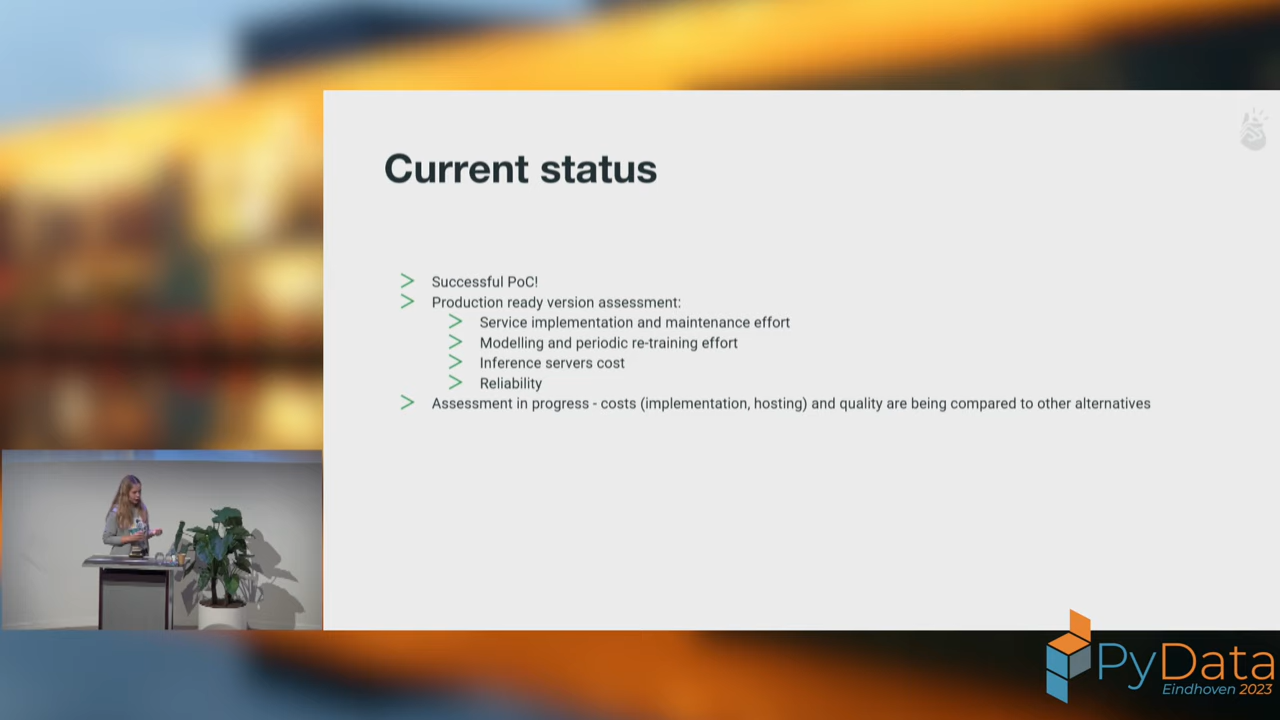 Current status
Successful PoC!
Production ready version assessment:
Service implementation and maintenance effort
Modelling and periodic re-training effort
Inference servers cost
Reliability
Assessment in progress - costs (implementation, hosting) and quality are being compared to other alternatives
PyData
Eindhoven 2023